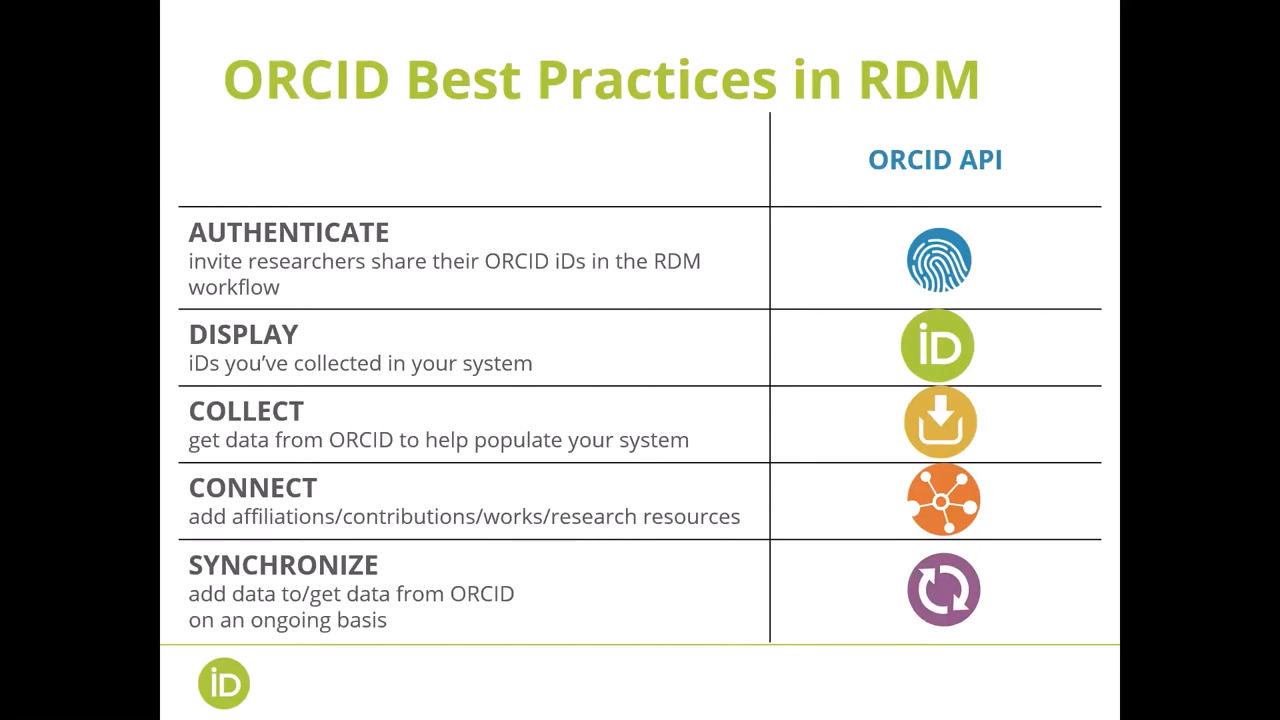 ORCID Best Practices in RDM
ORCID API
AUTHENTICATE
invite researchers share their ORCID iDs in the RDM
workflow
DISPLAY
iDs you’ve collected in your system
iD
COLLECT
get data from ORCID to help populate your system
CONNECT
add affiliations/contributions/works/research resources
SYNCHRONIZE
add data to/get data from ORCID
on an ongoing basis
iD